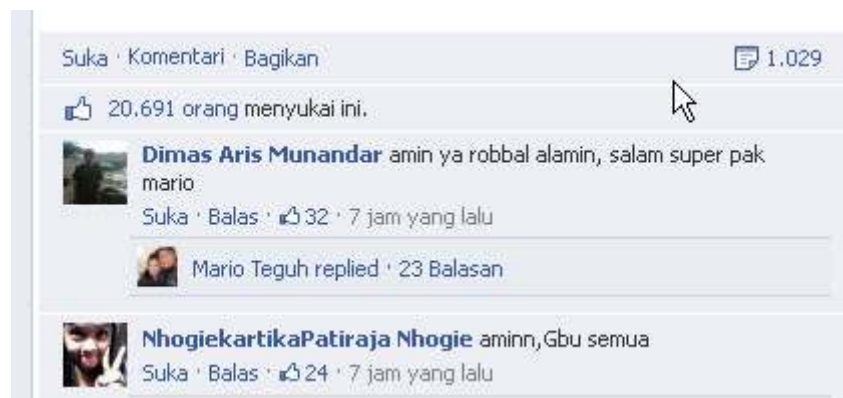 Suka · Komentari · Bagikan 1.029
20.691 orang menyukai ini.
Dimas Aris Munandar amin ya robbal alamin, salam super pak
mario
Suka · Balas · 32 · 7 jam yang lalu
Mario Teguh replied · 23 Balasan
NhogiekartikaPatiraja Nhogie aminn,Gbu semua
Suka · Balas · 24 · 7 jam yang lalu